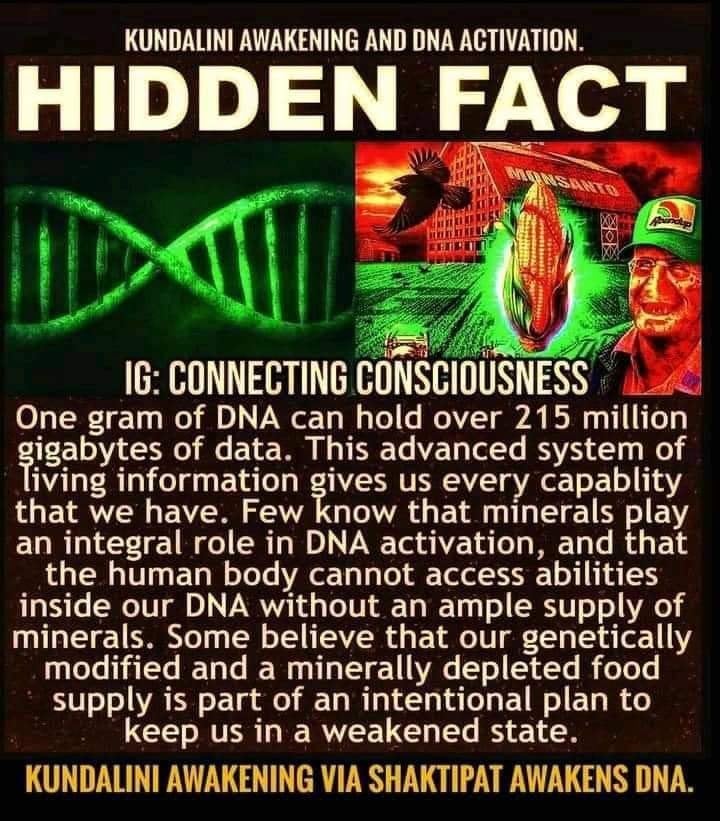 KUNDALINI AWAKENING AND DNA ACTIVATION.
HIDDEN FACT
MONSANTO
Roundup
IG: CONNECTING CONSCIOUSNESS
One gram of DNA can hold over 215 million
gigabytes of data. This advanced system of
living information gives us every capablity
that we have. Few know that minerals play
an integral role in DNA activation, and that
the human body cannot access abilities
inside our DNA without an ample supply of
minerals. Some believe that our genetically
modified and a minerally depleted food
supply is part of an intentional plan to
keep us in a weakened state.
KUNDALINI AWAKENING VIA SHAKTIPAT AWAKENS DNA.